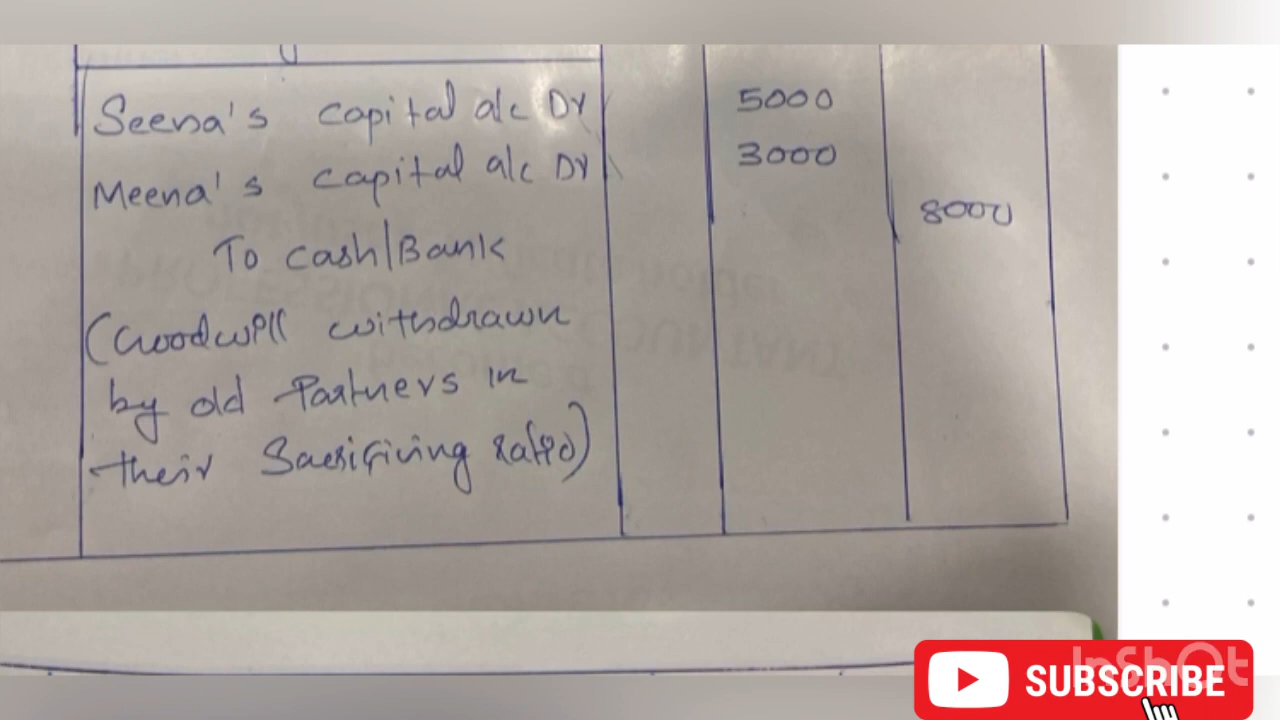 Seena's capital a/c Dr 5000
Meena's capital a/c Dr 3000
To cash/Bank 8000
(Goodwill withdrawn
by old Partners in
their Sacrificing ratio)
SUBSCRIBE
InShOt